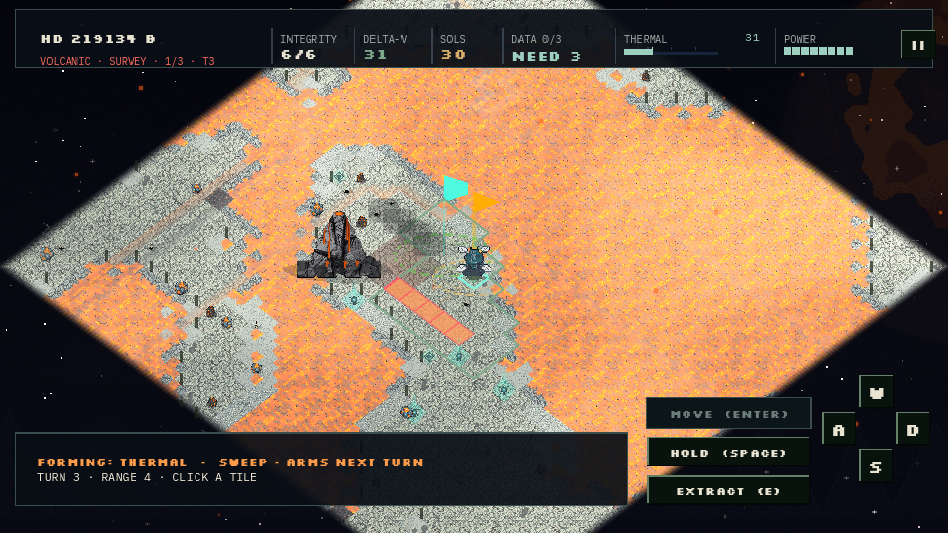 HD 219134 B
VOLCANIC · SURVEY · 1/3 · T3
INTEGRITY
6/6
DELTA-V
31
SOLS
30
DATA 0/3
NEED 3
THERMAL
31
POWER
W
A
D
S
MOVE (ENTER)
HOLD (SPACE)
EXTRACT (E)
FORMING: THERMAL · SWEEP · ARMS NEXT TURN
TURN 3 · RANGE 4 · CLICK A TILE